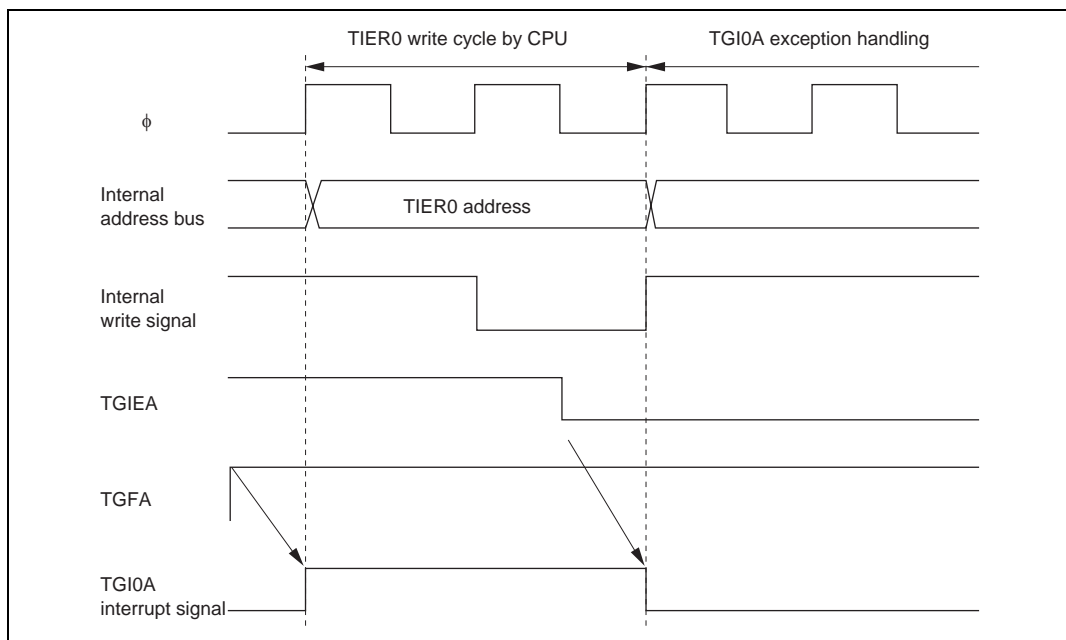 TIER0 write cycle by CPU
TGI0A exception handling
ϕ
Internal
address bus
TIER0 address
Internal
write signal
TGIEA
TGFA
TGI0A
interrupt signal